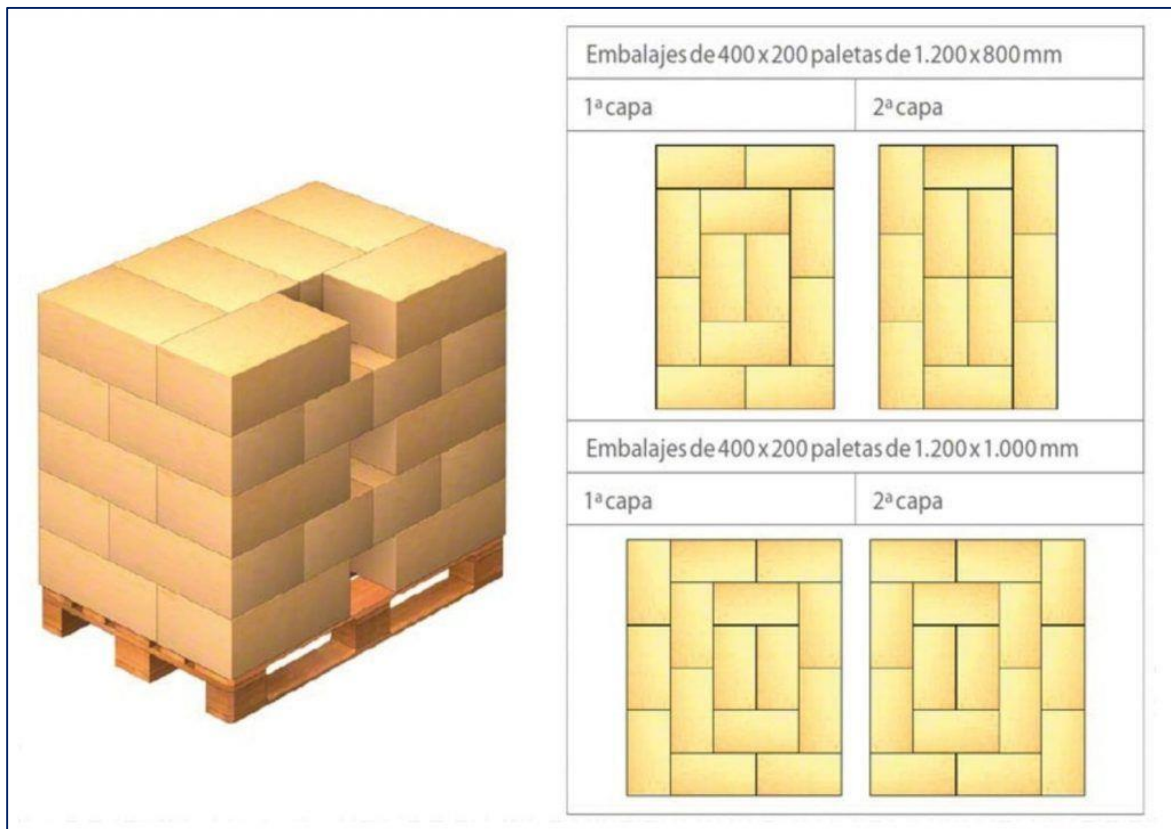 Embalajes de 400 x 200 paletas de 1.200 x 800 mm
1ª capa
2ª capa
Embalajes de 400 x 200 paletas de 1.200 x 1.000 mm
1ª capa
2ª capa